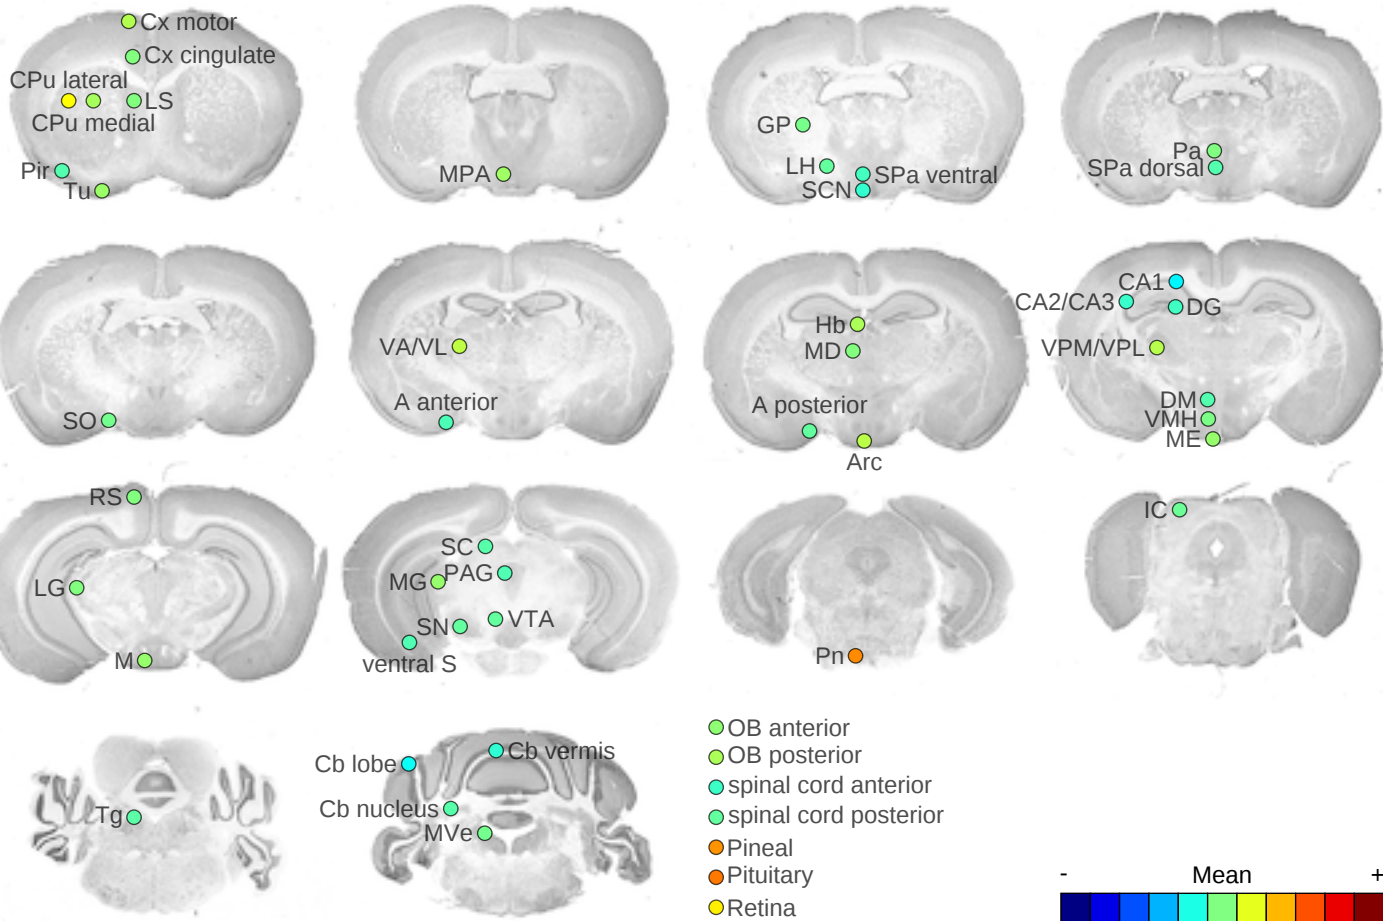 Cx motor
Cx cingulate
CPu lateral
LS
CPu medial
Pir
Tu
MPA
GP
LH
SPa ventral
SCN
Pa
SPa dorsal
SO
VA/VL
A anterior
Hb
MD
A posterior
Arc
CA1
CA2/CA3
DG
VPM/VPL
DM
VMH
ME
RS
LG
M
SC
PAG
MG
VTA
SN
ventral S
Pn
IC
Tg
Cb lobe
Cb vermis
Cb nucleus
MVe
OB anterior
OB posterior
spinal cord anterior
spinal cord posterior
Pineal
Pituitary
Retina
- Mean +